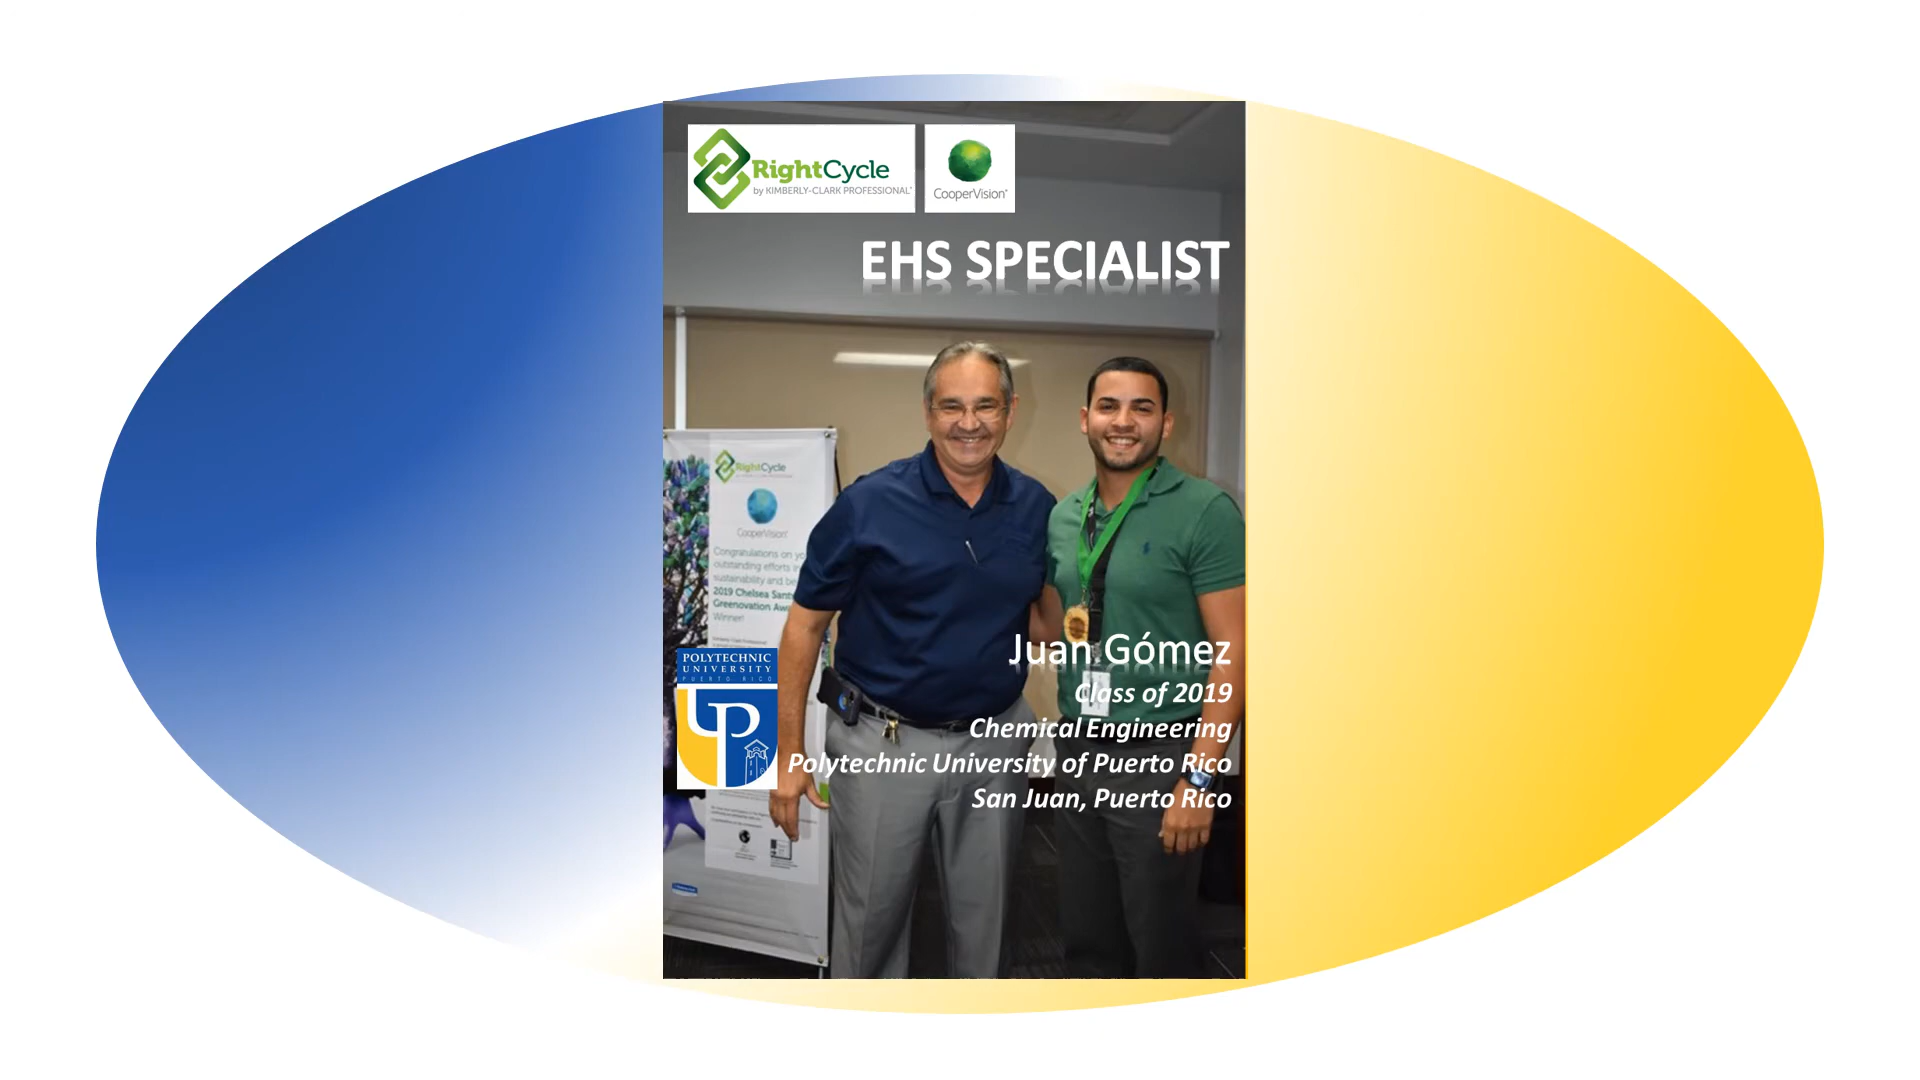 RightCycle
by KIMBERLY-CLARK PROFESSIONAL*
CooperVision®
EHS SPECIALIST
RightCycle
CooperVision®
Congratulations on yo
outstanding efforts in
sustainability and be
2019 Chelsea Sant
Greenovation Awa
Winner!
Juan Gómez
Class of 2019
Chemical Engineering
Polytechnic University of Puerto Rico
San Juan, Puerto Rico
POLYTECHNIC
UNIVERSITY
PUERTO RICO